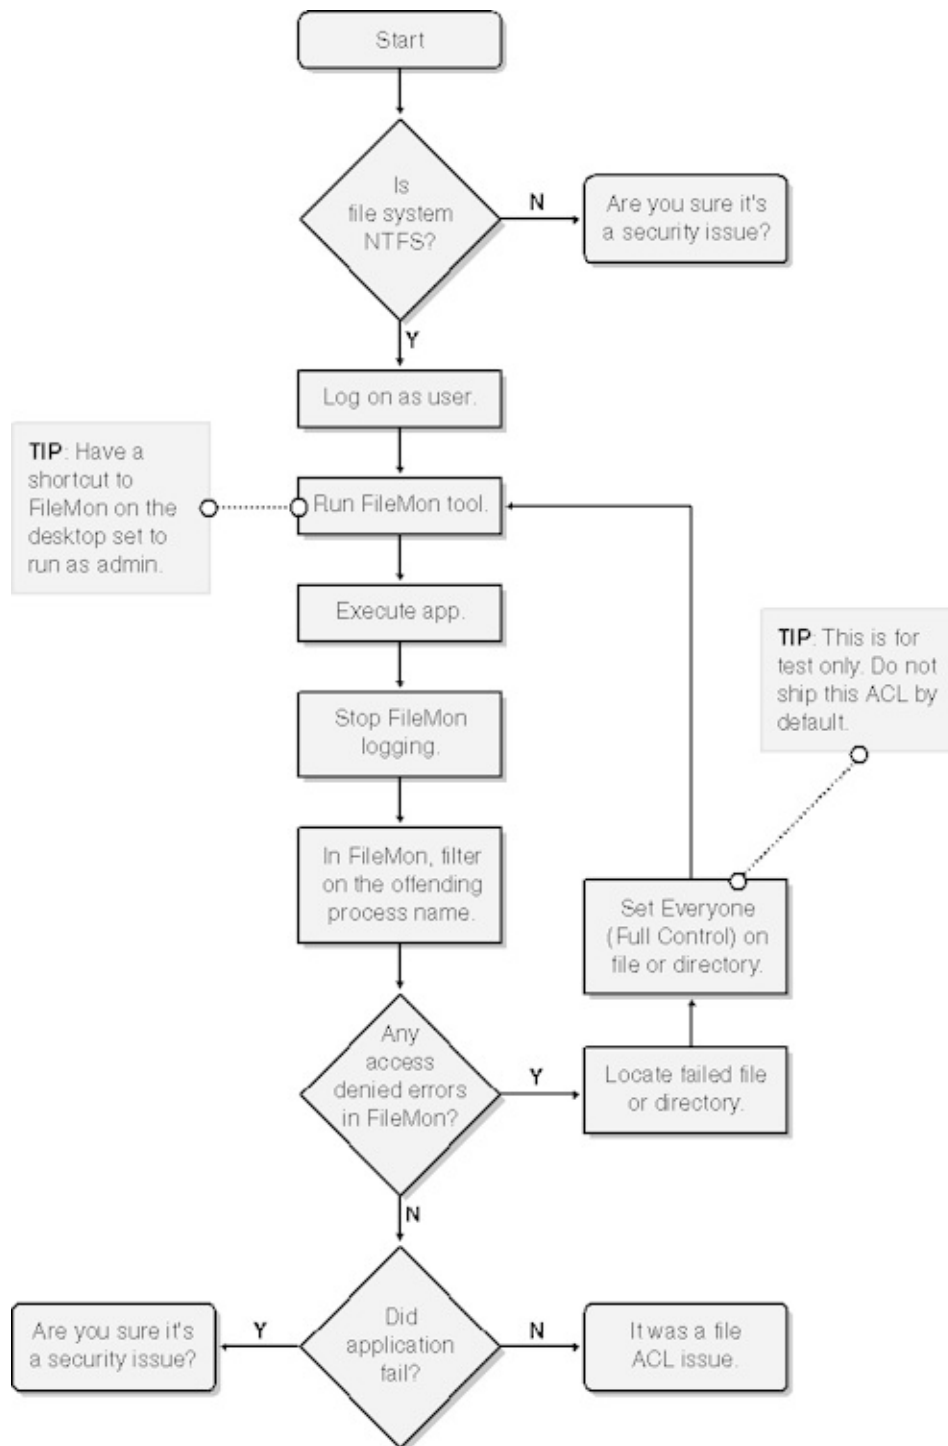 Start
Is
file system
NTFS?
N
Are you sure it's
a security issue?
Y
Log on as user.
TIP: Have a
shortcut to
FileMon on the
desktop set to
run as admin.
Run FileMon tool.
Execute app.
TIP: This is for
test only. Do not
ship this ACL by
default.
Stop FileMon
logging.
In FileMon, filter
on the offending
process name.
Set Everyone
(Full Control) on
file or directory.
Any
access
denied errors
in FileMon?
Y
Locate failed file
or directory.
N
Did
application
fail?
Y
Are you sure it's
a security issue?
N
It was a file
ACL issue.